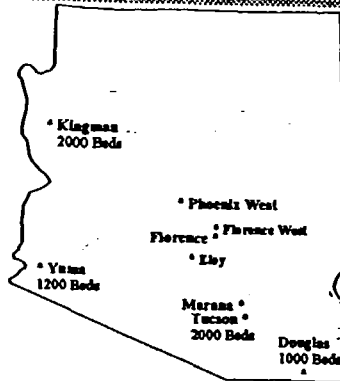 Kingman
2000 Beds
Phoenix West
Florence West
Florence
Eloy
Yuma
1200 Beds
Marana
Tucson
2000 Beds
Douglas
1000 Beds